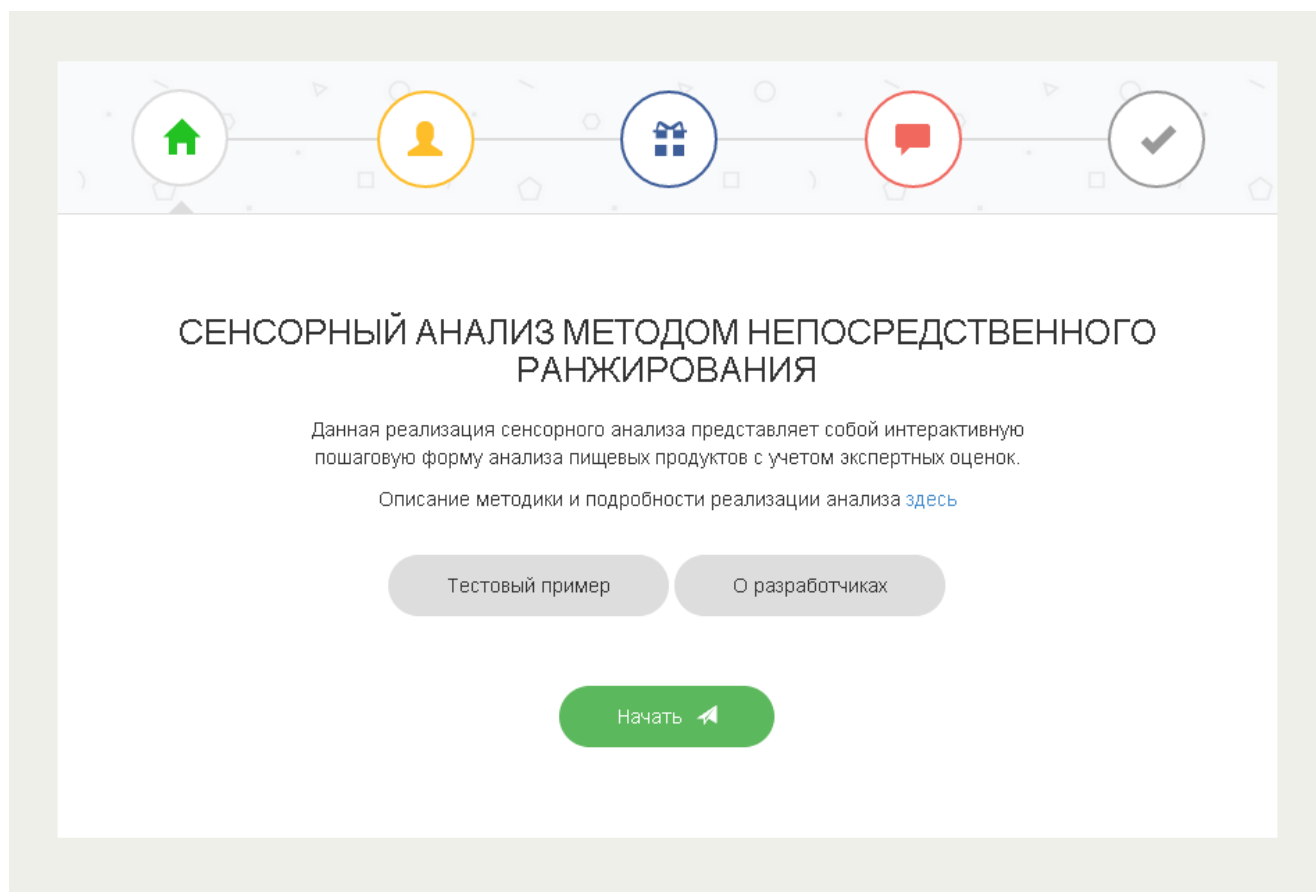 СЕНСОРНЫЙ АНАЛИЗ МЕТОДОМ НЕПОСРЕДСТВЕННОГО
РАНЖИРОВАНИЯ
Данная реализация сенсорного анализа представляет собой интерактивную
пошаговую форму анализа пищевых продуктов с учетом экспертных оценок.
Описание методики и подробности реализации анализа здесь
Тестовый пример
О разработчиках
Начать